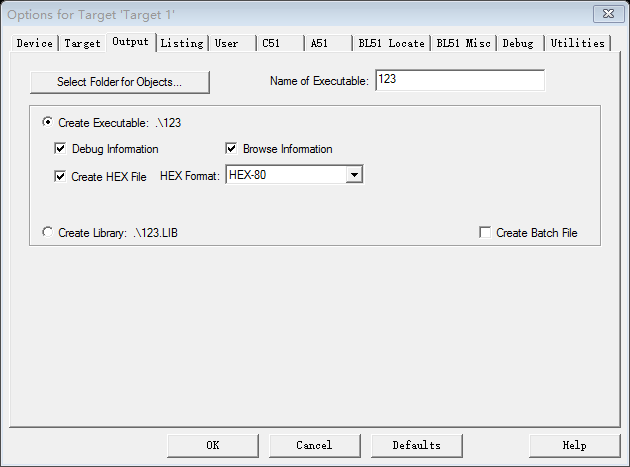 Options for Target 'Target 1'
Device Target Output Listing User C51 A51 BL51 Locate BL51 Misc Debug Utilities
Select Folder for Objects... Name of Executable: 123
Create Executable: .\123
Debug Information Browse Information
Create HEX File HEX Format: HEX-80
Create Library: .\123.LIB Create Batch File
OK Cancel Defaults Help